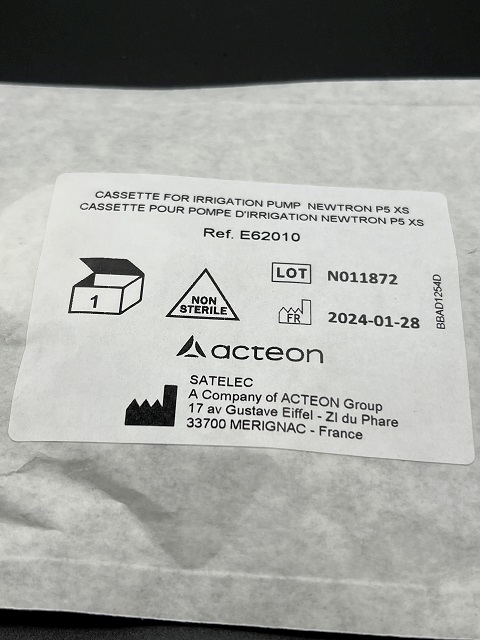 CASSETTE FOR IRRIGATION PUMP NEWTRON P5 XS
CASSETTE POUR POMPE D'IRRIGATION NEWTRON P5 XS
Ref. E62010
1
NON
STERILE
LOT N011872
FR 2024-01-28
BBAD1254D
acteon
SATELEC
A Company of ACTEON Group
17 av Gustave Eiffel - ZI du Phare
33700 MERIGNAC - France